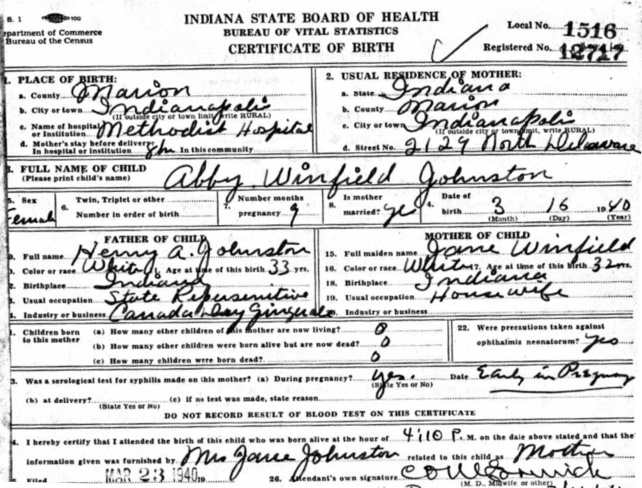 S. 1
INDIANA STATE BOARD OF HEALTH
Local No. 1516
Department of Commerce
BUREAU OF VITAL STATISTICS
Bureau of the Census
CERTIFICATE OF BIRTH
Registered No. 12717
1. PLACE OF BIRTH:
a. County Marion
b. City or town Indianapolis
(If outside city or town limit, write RURAL)
c. Name of hospital or Institution. Methodist Hospital
d. Mother's stay before delivery:
In hospital or institution In this community
2. USUAL RESIDENCE OF MOTHER:
a. State Indiana
b. County Marion
c. City or town Indianapolis
(If outside city or town limit, write RURAL)
d. Street No. 2129 North Delaware
3. FULL NAME OF CHILD
(Please print child's name) Abby Winfield Johnston
5. Sex Female
6. Twin, Triplet or other
Number in order of birth
7. Number months pregnancy 9
8. Is mother married? yes
4. Date of birth 3 16 1940
(Month) (Day) (Year)
FATHER OF CHILD
9. Full name Henry A. Johnston
10. Color or race White 11. Age at time of this birth 33 yrs.
12. Birthplace Indiana
13. Usual occupation State Representative
14. Industry or business Canada Dry
MOTHER OF CHILD
15. Full maiden name Jane Winfield
16. Color or race White 17. Age at time of this birth 32 yrs.
18. Birthplace Indiana
19. Usual occupation Housewife
20. Industry or business
21. Children born to this mother
(a) How many other children of this mother are now living? 0
(b) How many other children were born alive but are now dead? 0
(c) How many children were born dead? 0
22. Were precautions taken against ophthalmia neonatorum? yes
23. Was a serological test for syphilis made on this mother? (a) During pregnancy? yes. Date Early in Pregnancy
(State Yes or No)
(b) at delivery? (c) if no test was made, state reason
(State Yes or No)
DO NOT RECORD RESULT OF BLOOD TEST ON THIS CERTIFICATE
24. I hereby certify that I attended the birth of this child who was born alive at the hour of 4:10 P. M. on the date above stated and that the
information given was furnished by Mrs Jane Johnston related to this child as Mother
25. Filed MAR 23 1940 19 26. Attendant's own signature
(M. D., Midwife or other)